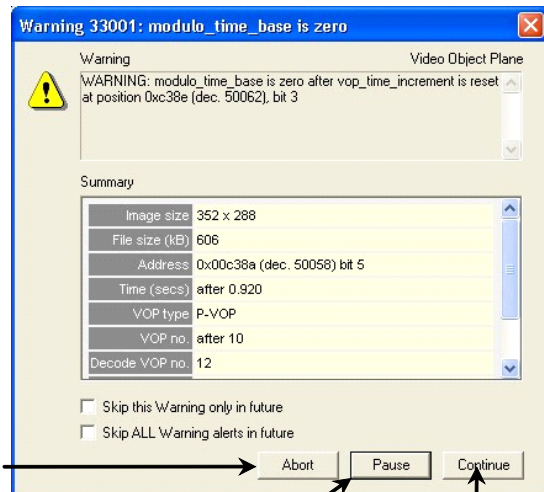 Warning 33001: modulo_time_base is zero
Warning Video Object Plane
WARNING: modulo_time_base is zero after vop_time_increment is reset
at position 0xc38e (dec. 50062), bit 3
Summary
Image size 352 x 288
File size (kB) 606
Address 0x00c38a (dec. 50058) bit 5
Time (secs) after 0.920
VOP type P-VOP
VOP no. after 10
Decode VOP no. 12
Skip this Warning only in future
Skip ALL Warning alerts in future
Abort Pause Continue